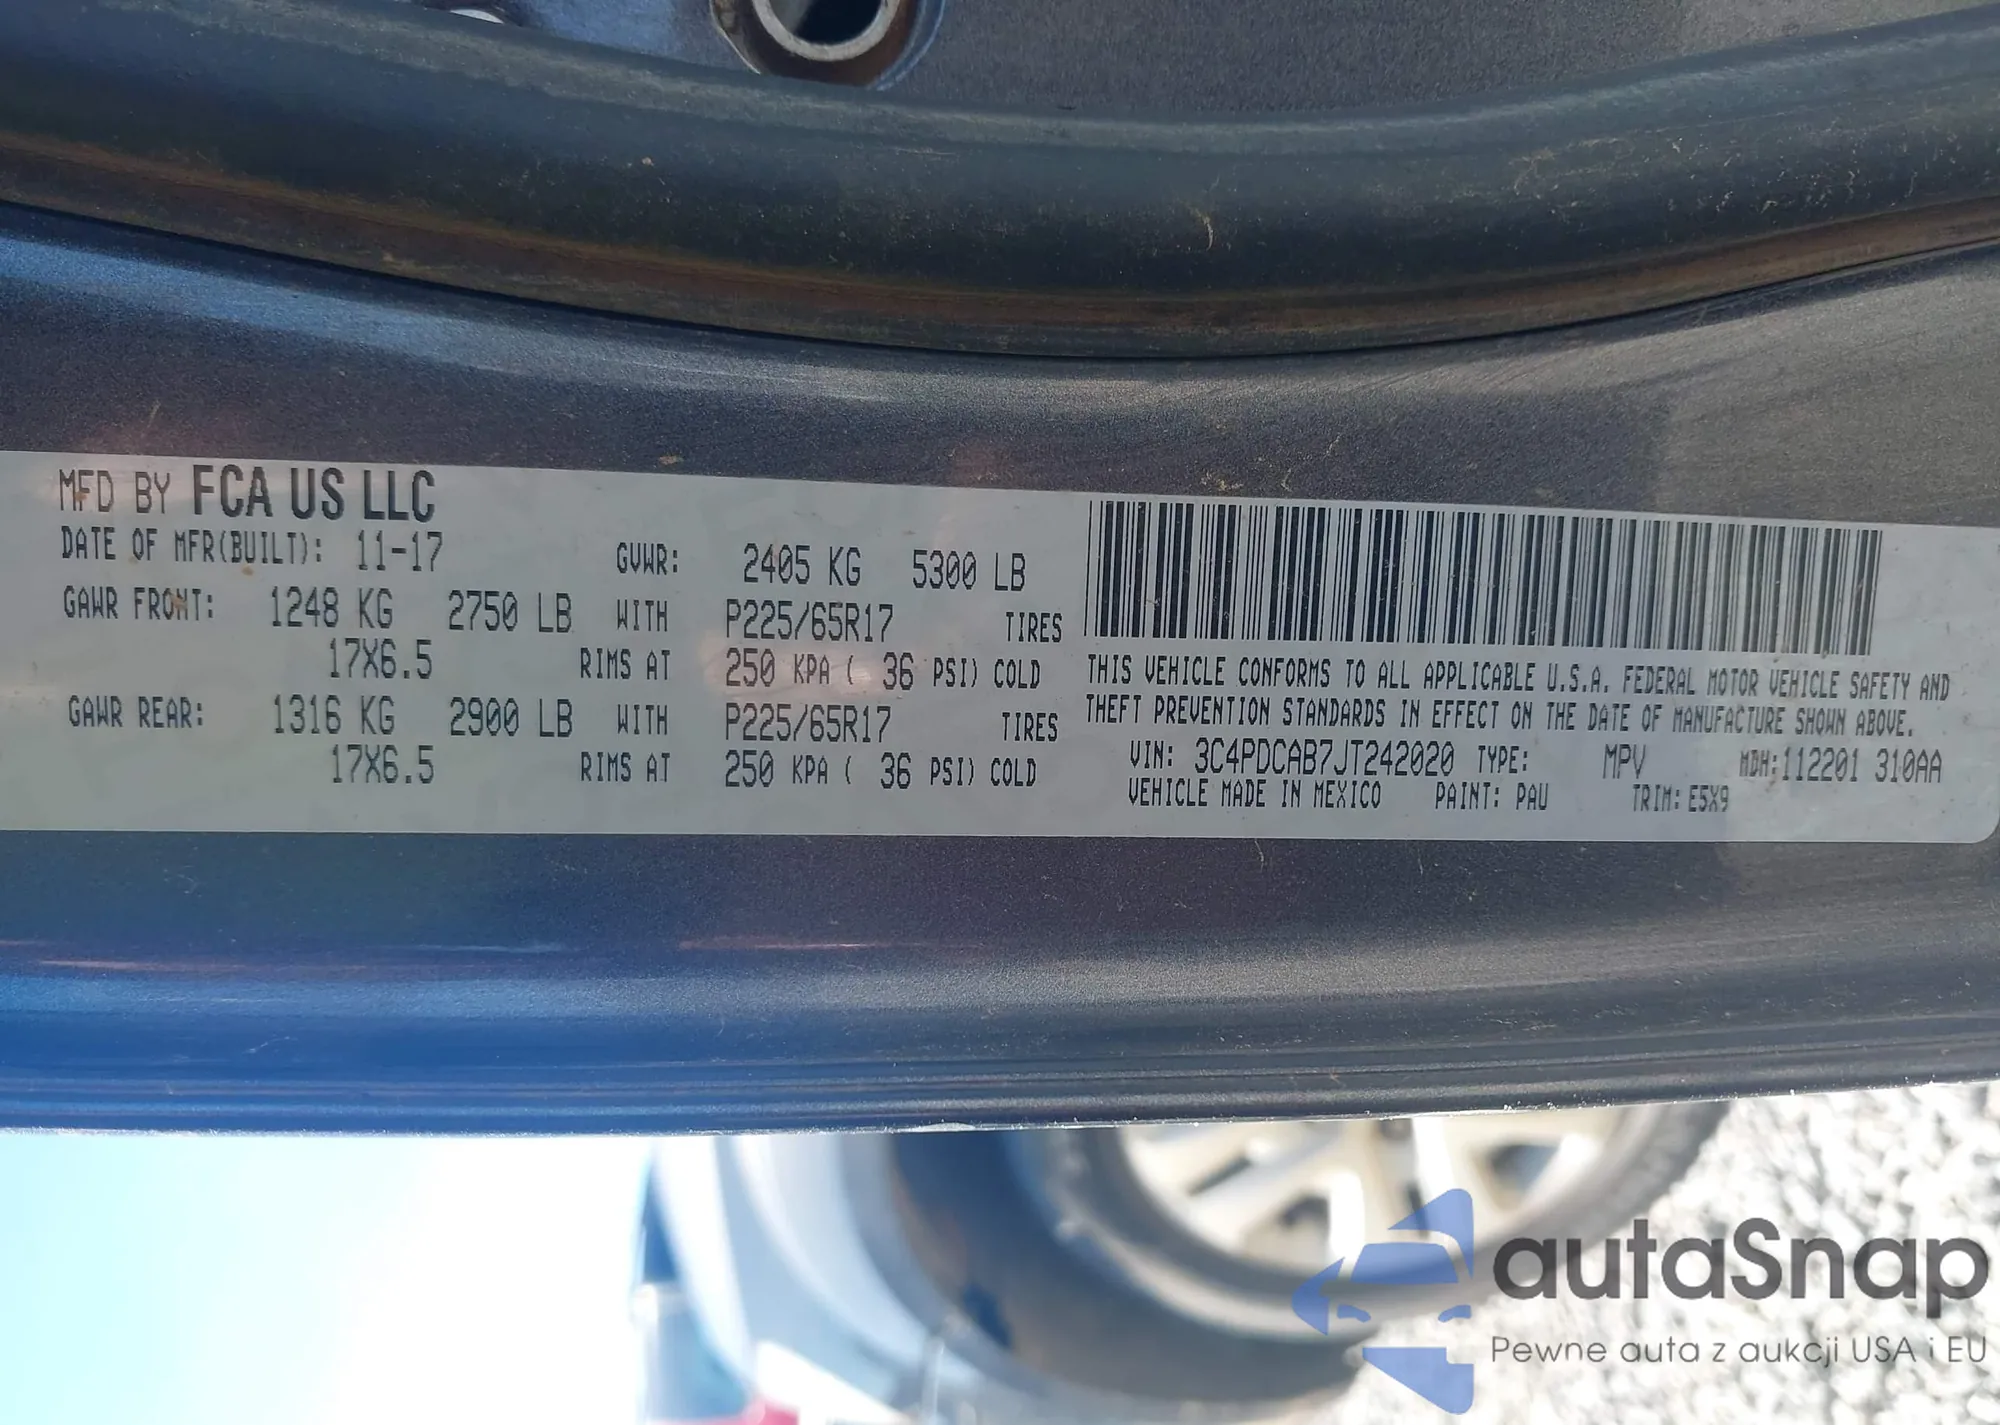 MFD BY FCA US LLC
DATE OF MFR(BUILT): 11-17 GVWR: 2405 KG 5300 LB
GAWR FRONT: 1248 KG 2750 LB WITH P225/65R17 TIRES
17X6.5 RIMS AT 250 KPA ( 36 PSI) COLD
GAWR REAR: 1316 KG 2900 LB WITH P225/65R17 TIRES
17X6.5 RIMS AT 250 KPA ( 36 PSI) COLD
THIS VEHICLE CONFORMS TO ALL APPLICABLE U.S.A. FEDERAL MOTOR VEHICLE SAFETY AND
THEFT PREVENTION STANDARDS IN EFFECT ON THE DATE OF MANUFACTURE SHOWN ABOVE.
VIN: 3C4PDCAB7JT242020 TYPE: MPV MDH:112201 310AA
VEHICLE MADE IN MEXICO PAINT: PAU TRIM: E5X9
autaSnap
Pewne auta z aukcji USA i EU